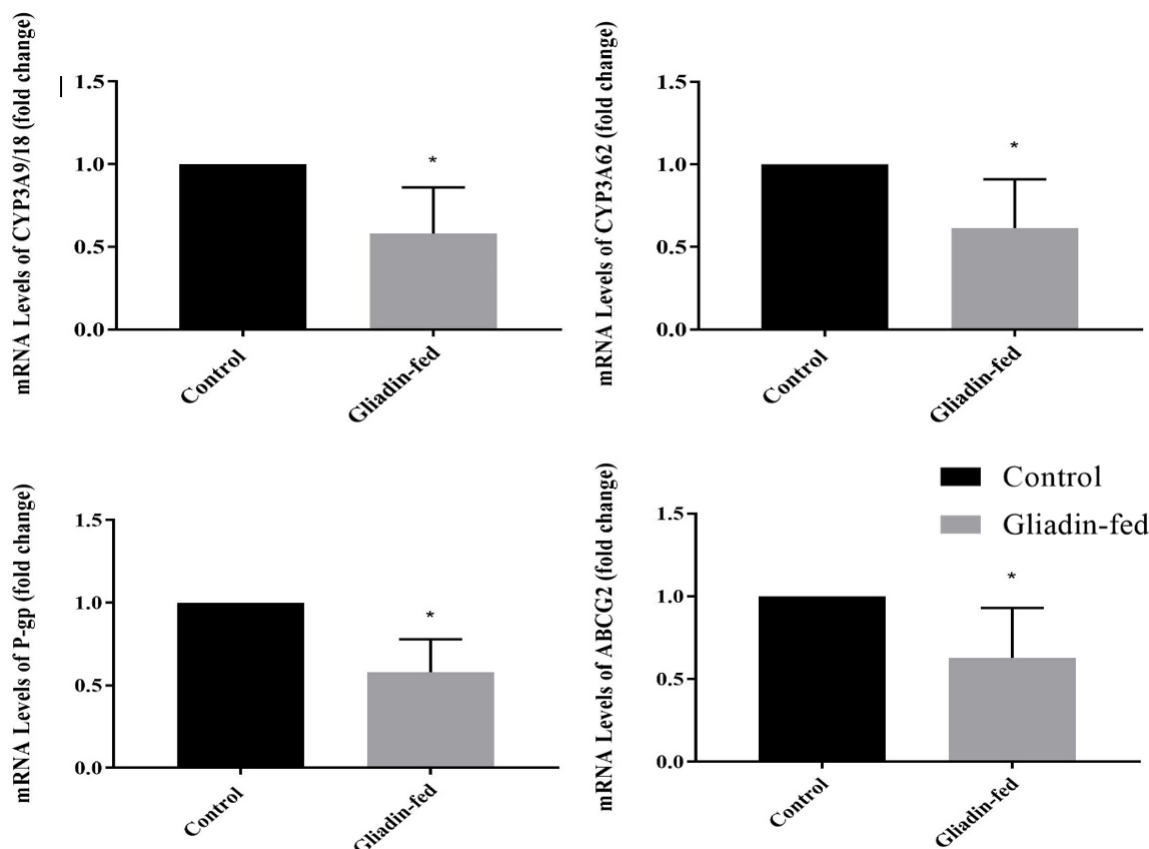 mRNA Levels of CYP3A9/18 (fold change)
1.5
1.0
0.5
0.0
*
Control
Gliadin-fed
mRNA Levels of CYP3A62 (fold change)
1.5
1.0
0.5
0.0
*
Control
Gliadin-fed
mRNA Levels of P-gp (fold change)
1.5
1.0
0.5
0.0
*
Control
Gliadin-fed
mRNA Levels of ABCG2 (fold change)
1.5
1.0
0.5
0.0
*
Control
Gliadin-fed
Control
Gliadin-fed